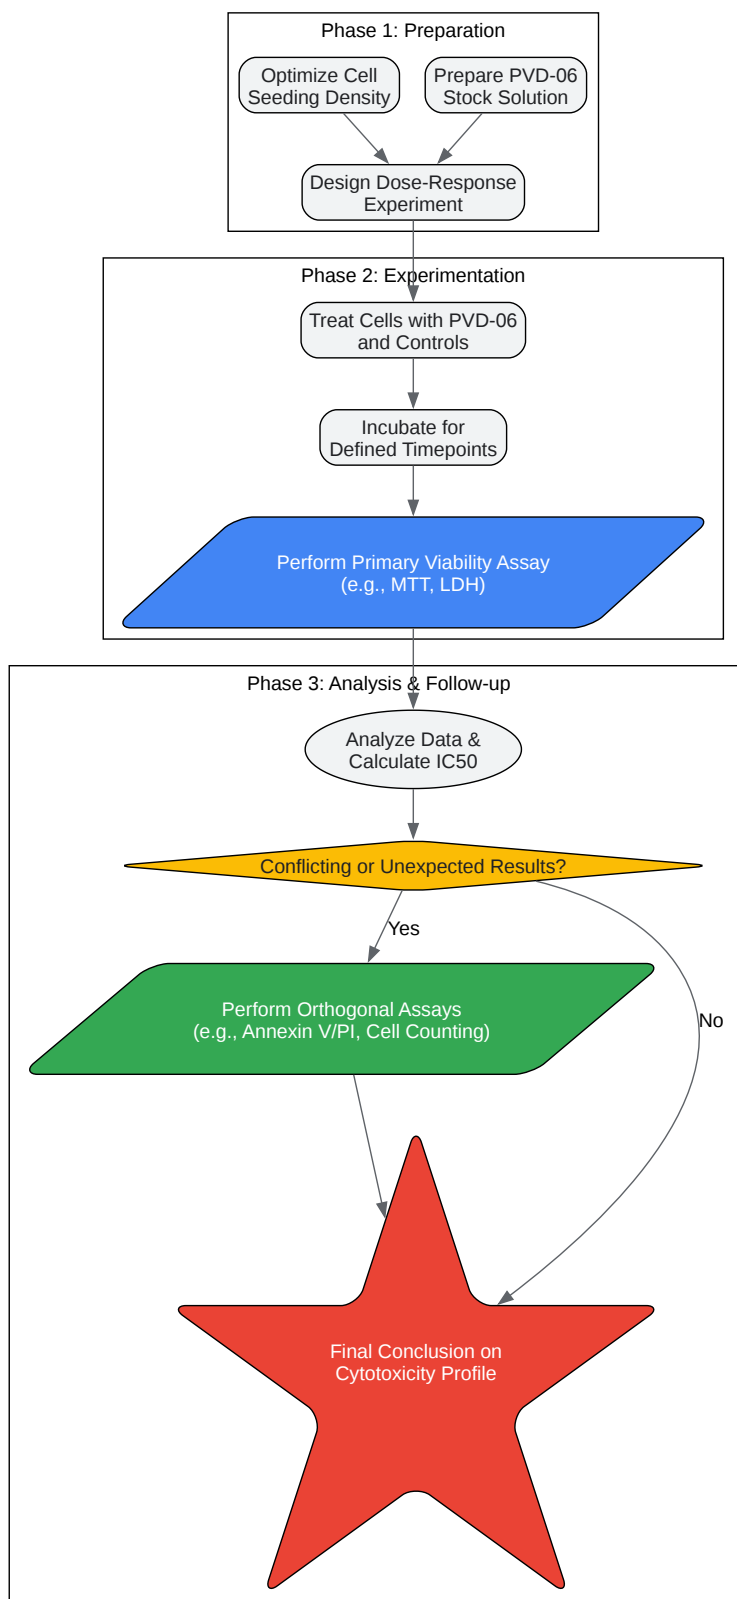 Phase 1: Preparation
Optimize Cell
Seeding Density
Prepare PVD-06
Stock Solution
Design Dose-Response
Experiment
Phase 2: Experimentation
Treat Cells with PVD-06
and Controls
Incubate for
Defined Timepoints
Perform Primary Viability Assay
(e.g., MTT, LDH)
Phase 3: Analysis & Follow-up
Analyze Data &
Calculate IC50
Conflicting or Unexpected Results?
Yes
Perform Orthogonal Assays
(e.g., Annexin V/PI, Cell Counting)
No
Final Conclusion on
Cytotoxicity Profile